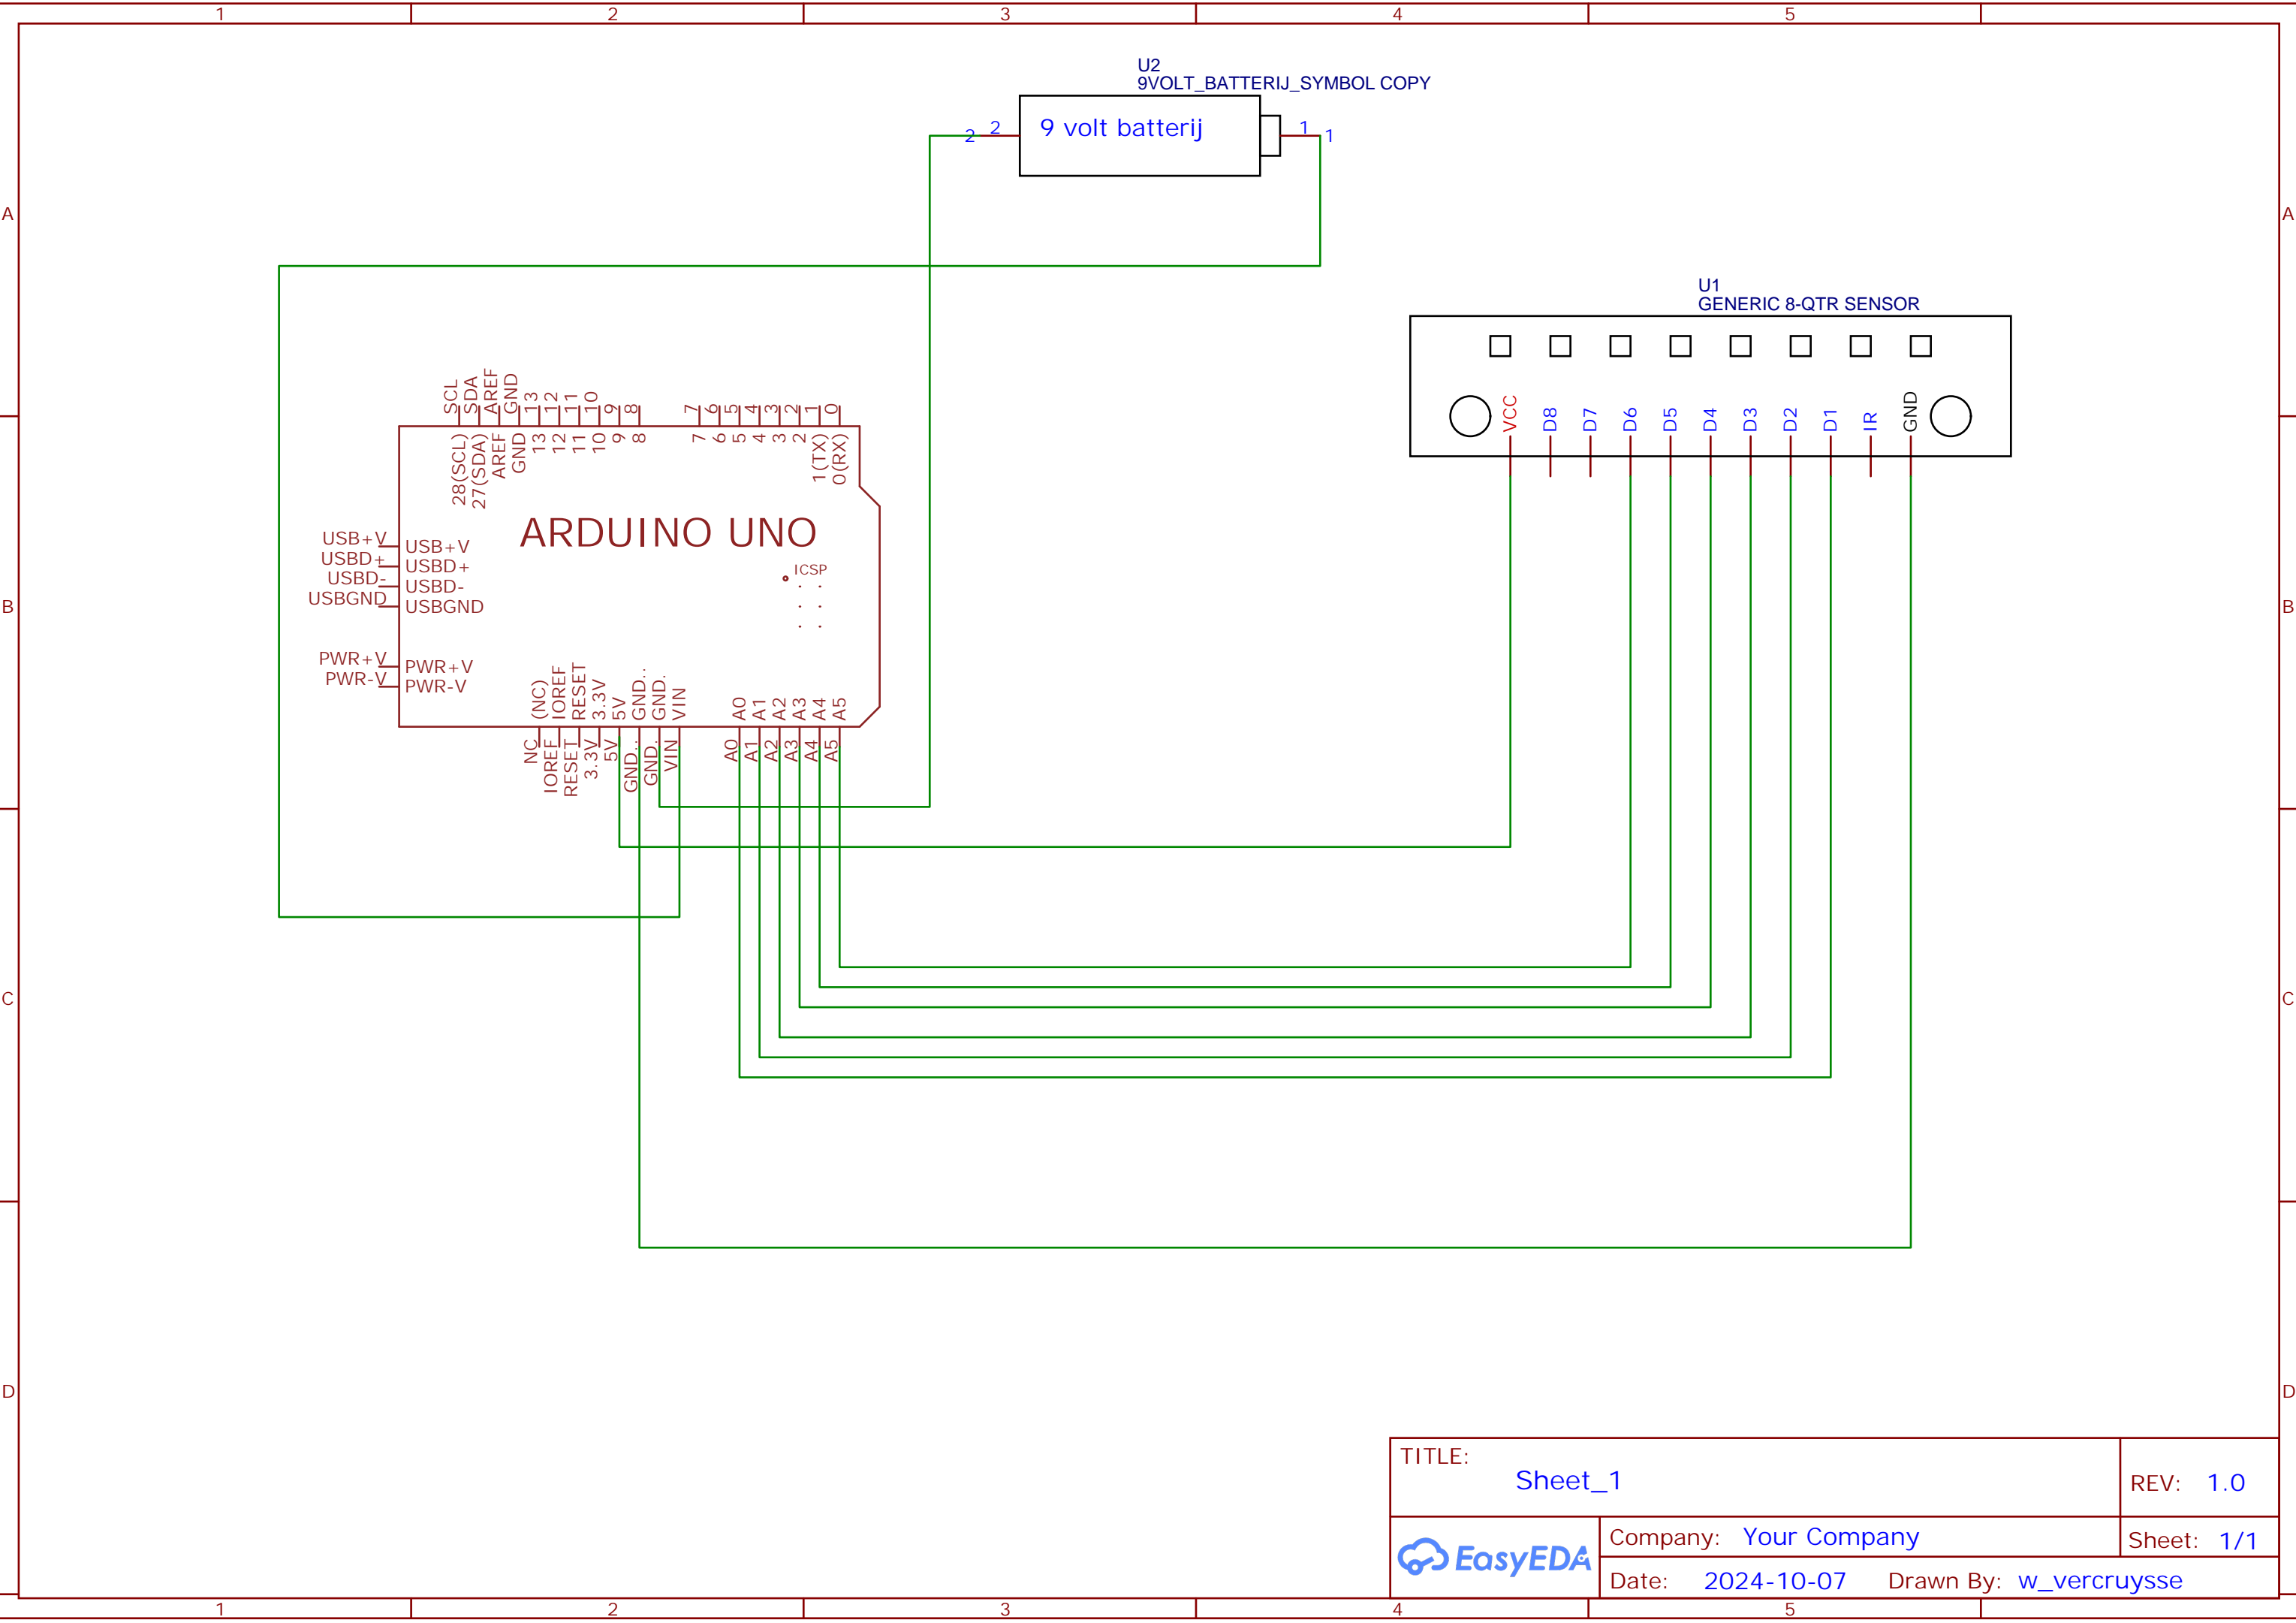 1 2 3 4 5
U2
9VOLT_BATTERIJ_SYMBOL COPY
9 volt batterij
2 2
1 1
A A
U1
GENERIC 8-QTR SENSOR
VCC D8 D7 D6 D5 D4 D3 D2 D1 IR GND
SCL SDA AREF GND 13 12 11 10 9 8 7 6 5 4 3 2 1 0
28(SCL) 27(SDA) AREF GND 13 12 11 10 9 8 7 6 5 4 3 2 1(TX) 0(RX)
ARDUINO UNO
ICSP
USB+V USB+V
USBD+ USBD+
USBD- USBD-
USBGND USBGND
B B
PWR+V PWR+V
PWR-V PWR-V
(NC) IOREF RESET 3.3V 5V GND.. GND. VIN A0 A1 A2 A3 A4 A5
NC IOREF RESET 3.3V 5V GND.. GND. VIN A0 A1 A2 A3 A4 A5
C C
D D
TITLE:
Sheet_1
REV: 1.0
EasyEDA
Company: Your Company
Sheet: 1/1
Date: 2024-10-07 Drawn By: w_vercruysse
1 2 3 4 5